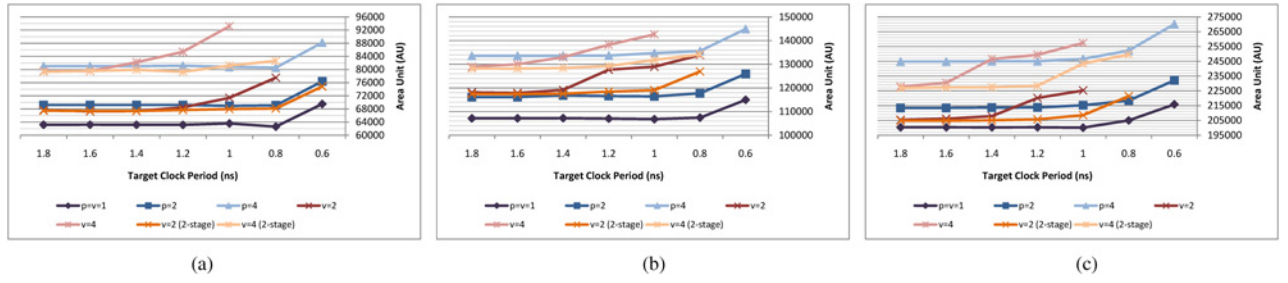 96000
92000
88000
84000
80000
76000
72000
68000
64000
60000
Area Unit (AU)
1.8 1.6 1.4 1.2 1 0.8 0.6
Target Clock Period (ns)
p=v=1 p=2 p=4 v=2
v=4 v=2 (2-stage) v=4 (2-stage)
(a)
150000
140000
130000
120000
110000
100000
Area Unit (AU)
1.8 1.6 1.4 1.2 1 0.8 0.6
Target Clock Period (ns)
p=v=1 p=2 p=4 v=2
v=4 v=2 (2-stage) v=4 (2-stage)
(b)
275000
265000
255000
245000
235000
225000
215000
205000
195000
Area Unit (AU)
1.8 1.6 1.4 1.2 1 0.8 0.6
Target Clock Period (ns)
p=v=1 p=2 p=4 v=2
v=4 v=2 (2-stage) v=4 (2-stage)
(c)